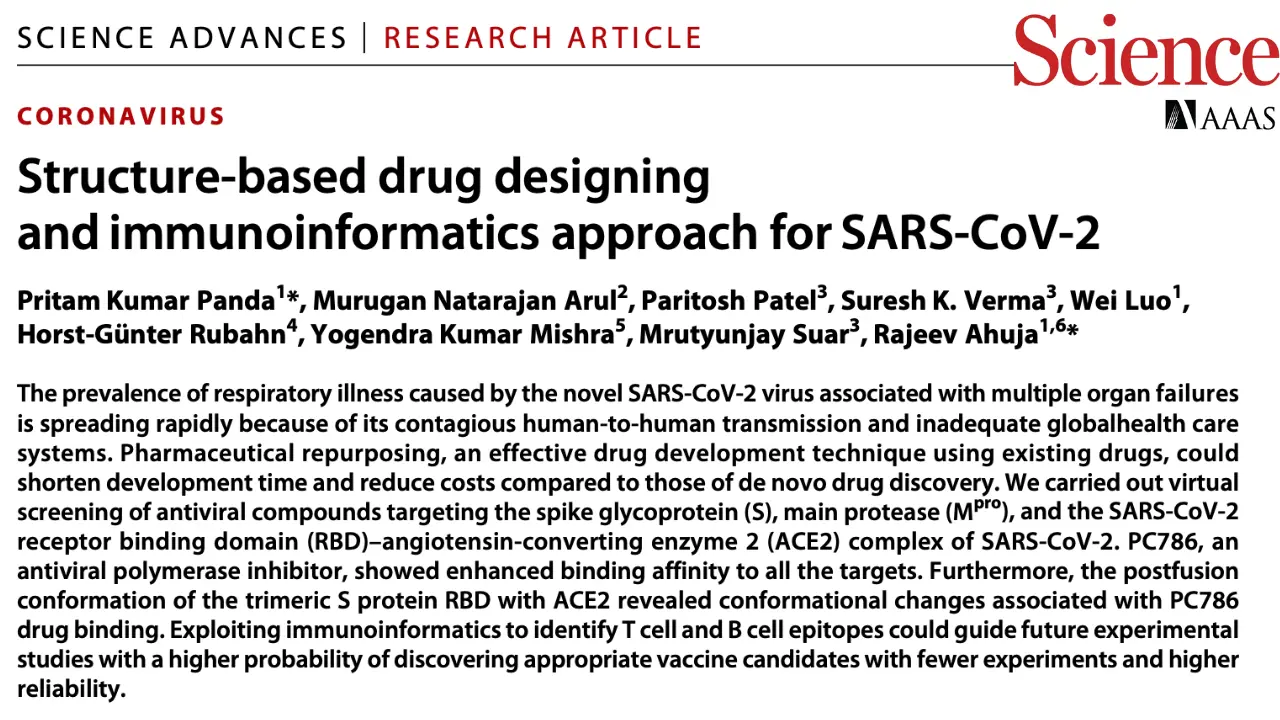 SCIENCE ADVANCES | RESEARCH ARTICLE
Science
AAAS
CORONAVIRUS
Structure-based drug designing
and immunoinformatics approach for SARS-CoV-2
Pritam Kumar Panda¹*, Murugan Natarajan Arul², Paritosh Patel³, Suresh K. Verma³, Wei Luo¹,
Horst-Günter Rubahn⁴, Yogendra Kumar Mishra⁵, Mrutyunjay Suar³, Rajeev Ahuja¹,⁶*
The prevalence of respiratory illness caused by the novel SARS-CoV-2 virus associated with multiple organ failures
is spreading rapidly because of its contagious human-to-human transmission and inadequate globalhealth care
systems. Pharmaceutical repurposing, an effective drug development technique using existing drugs, could
shorten development time and reduce costs compared to those of de novo drug discovery. We carried out virtual
screening of antiviral compounds targeting the spike glycoprotein (S), main protease (Mᵖʳᵒ), and the SARS-CoV-2
receptor binding domain (RBD)–angiotensin-converting enzyme 2 (ACE2) complex of SARS-CoV-2. PC786, an
antiviral polymerase inhibitor, showed enhanced binding affinity to all the targets. Furthermore, the postfusion
conformation of the trimeric S protein RBD with ACE2 revealed conformational changes associated with PC786
drug binding. Exploiting immunoinformatics to identify T cell and B cell epitopes could guide future experimental
studies with a higher probability of discovering appropriate vaccine candidates with fewer experiments and higher
reliability.